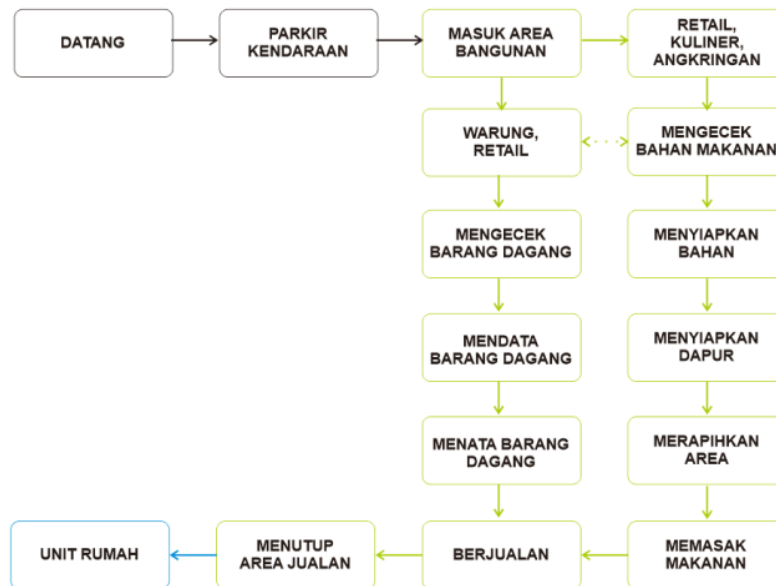 DATANG
PARKIR
KENDARAAN
MASUK AREA
BANGUNAN
RETAIL,
KULINER,
ANGKRINGAN
WARUNG,
RETAIL
MENGECEK
BAHAN MAKANAN
MENGECEK
BARANG DAGANG
MENYIAPKAN
BAHAN
MENDATA
BARANG DAGANG
MENYIAPKAN
DAPUR
MENATA BARANG
DAGANG
MERAPIHKAN
AREA
UNIT RUMAH
MENUTUP
AREA JUALAN
BERJUALAN
MEMASAK
MAKANAN